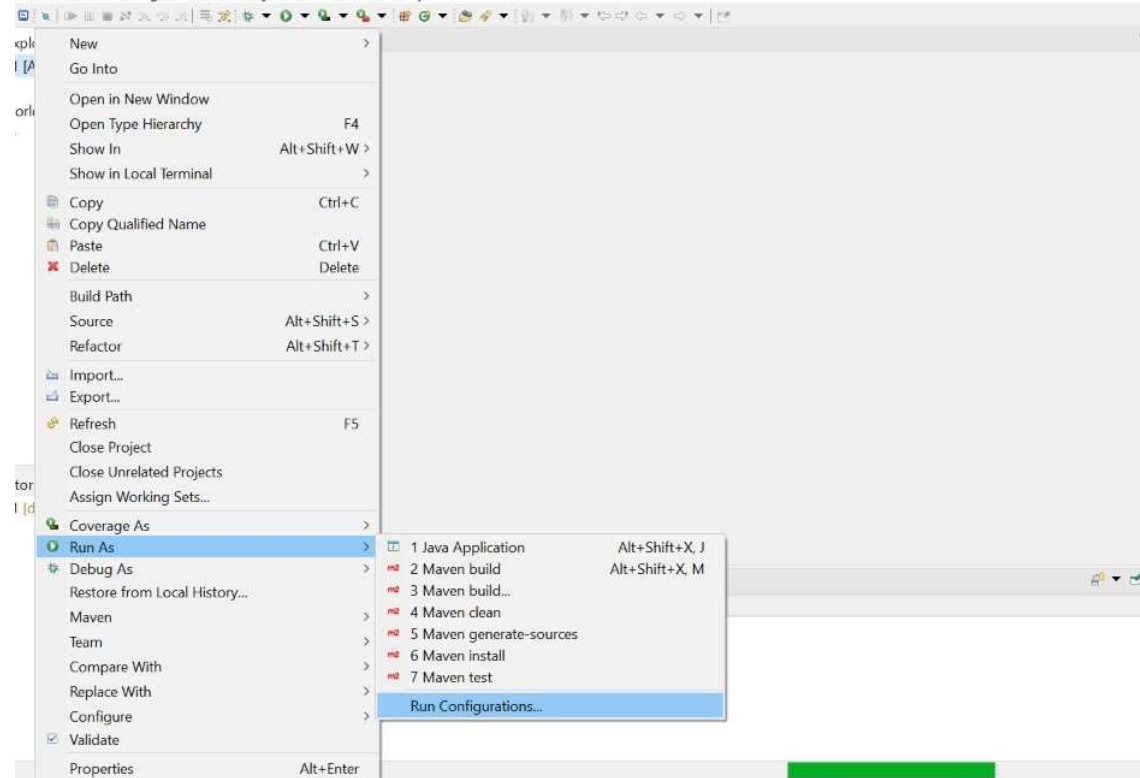 xplo
New
[A
Go Into
Open in New Window
orl
Open Type Hierarchy F4
Show In Alt+Shift+W >
Show in Local Terminal
Copy Ctrl+C
Copy Qualified Name
Paste Ctrl+V
Delete Delete
Build Path
Source Alt+Shift+S >
Refactor Alt+Shift+T >
Import...
Export...
Refresh F5
Close Project
Close Unrelated Projects
tor
Assign Working Sets...
[d
Coverage As
Run As
Debug As
Restore from Local History...
Maven
Team
Compare With
Replace With
Configure
Validate
Properties Alt+Enter
1 Java Application Alt+Shift+X, J
2 Maven build Alt+Shift+X, M
3 Maven build...
4 Maven clean
5 Maven generate-sources
6 Maven install
7 Maven test
Run Configurations...